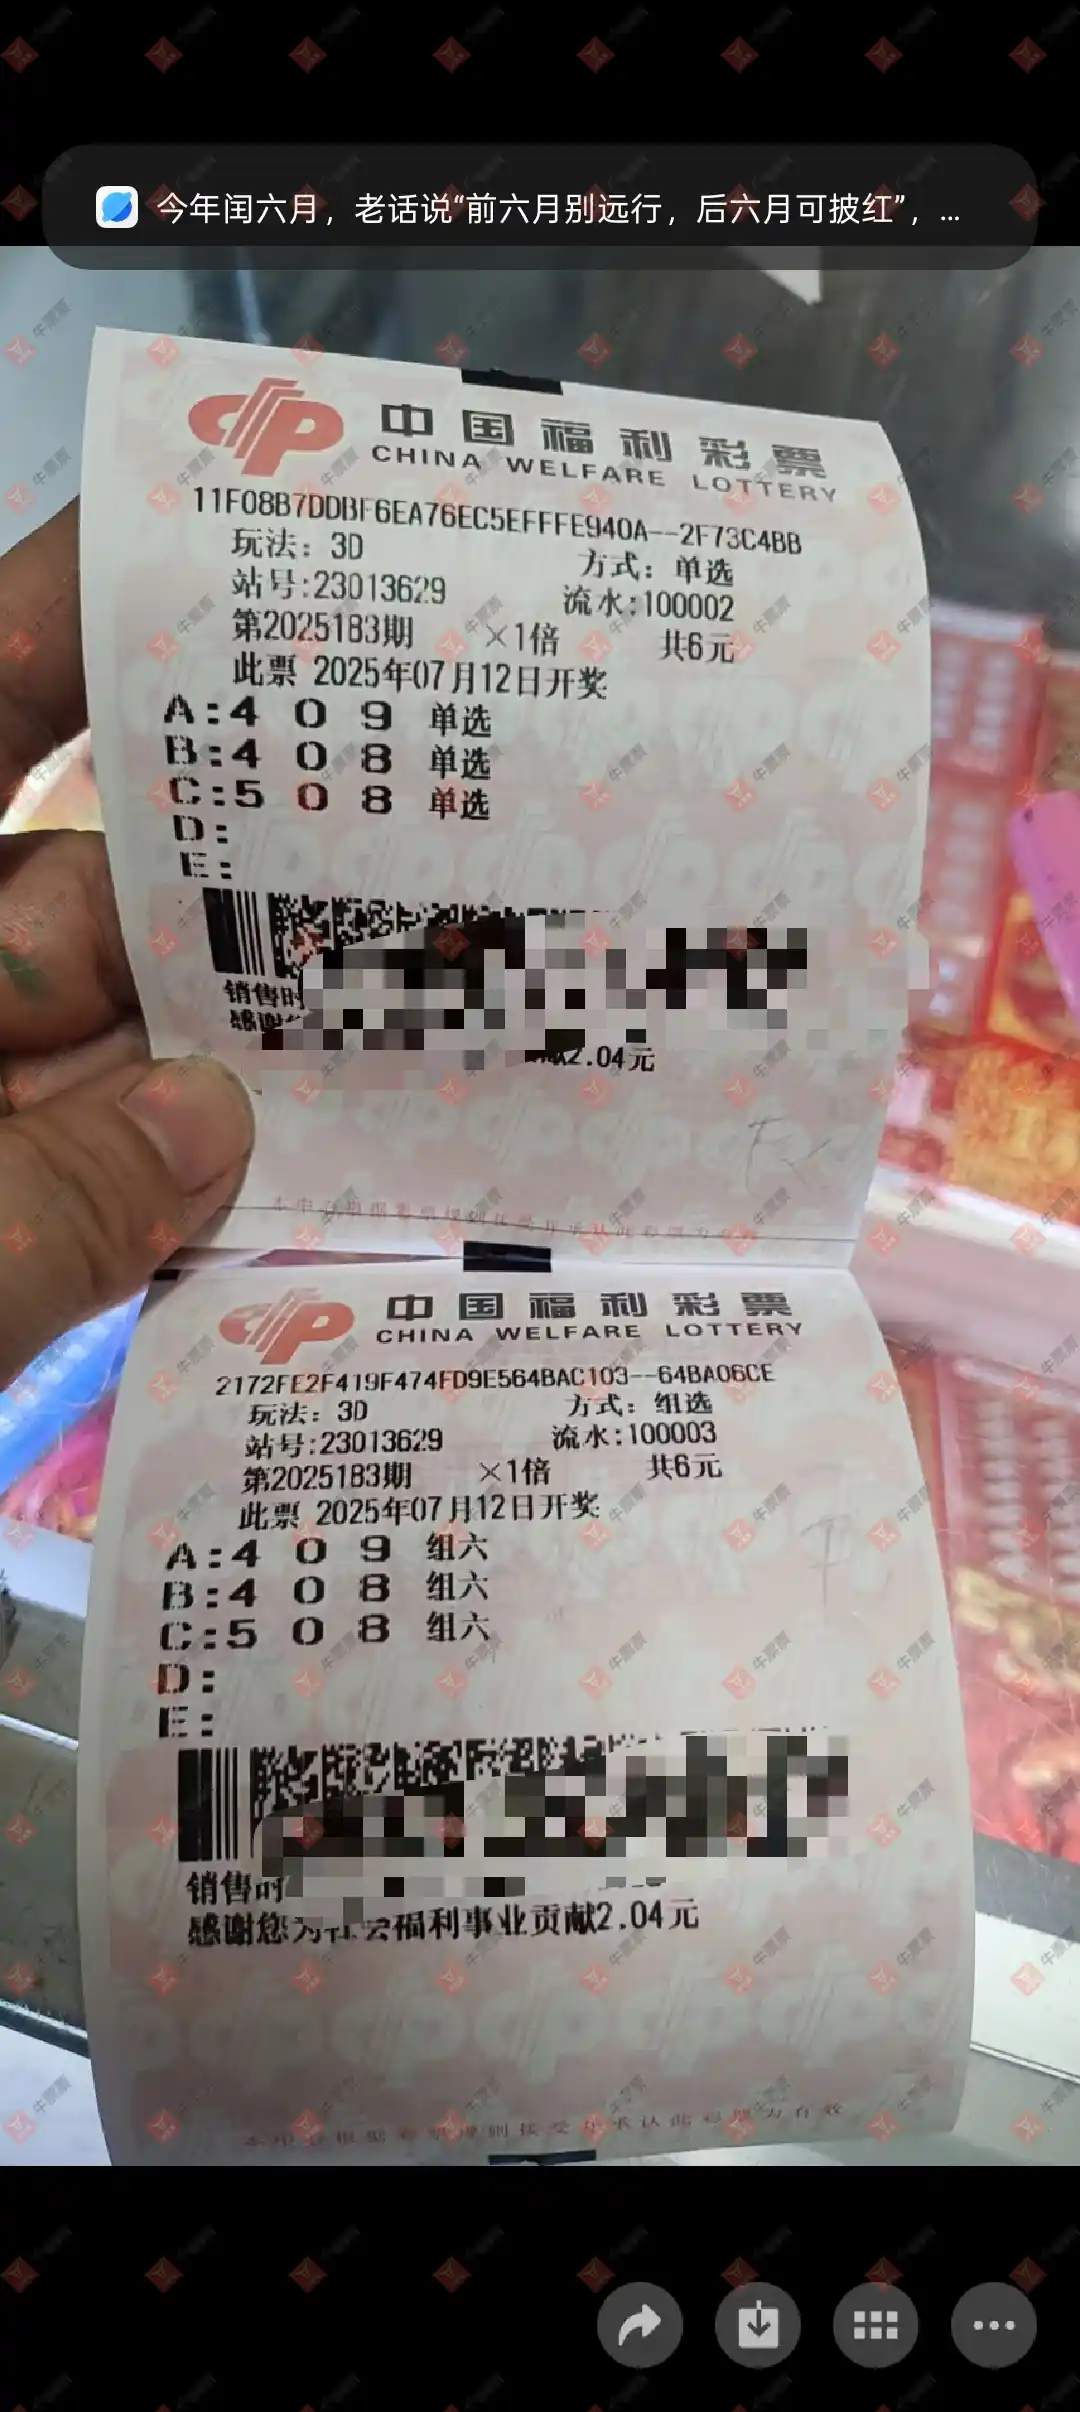 今年闰六月，老话说“前六月别远行，后六月可披红”，...
中国福利彩票
CHINA WELFARE LOTTERY
11F08B7DDBF6EA76EC5EFFFE940A--2F73C4BB
玩法：3D 方式：单选
站号:23013629 流水:100002
第2025183期 ×1倍 共6元
此票 2025年07月12日开奖
A:4 0 9 单选
B:4 0 8 单选
C:5 0 8 单选
D:
E:
销售时
感谢
献2.04元
中国福利彩票
CHINA WELFARE LOTTERY
2172FE2F419F474FD9E564BAC103--64BA06CE
玩法：3D 方式：组选
站号:23013629 流水:100003
第2025183期 ×1倍 共6元
此票 2025年07月12日开奖
A:4 0 9 组六
B:4 0 8 组六
C:5 0 8 组六
D:
E:
销售时
感谢您为社会福利事业贡献2.04元